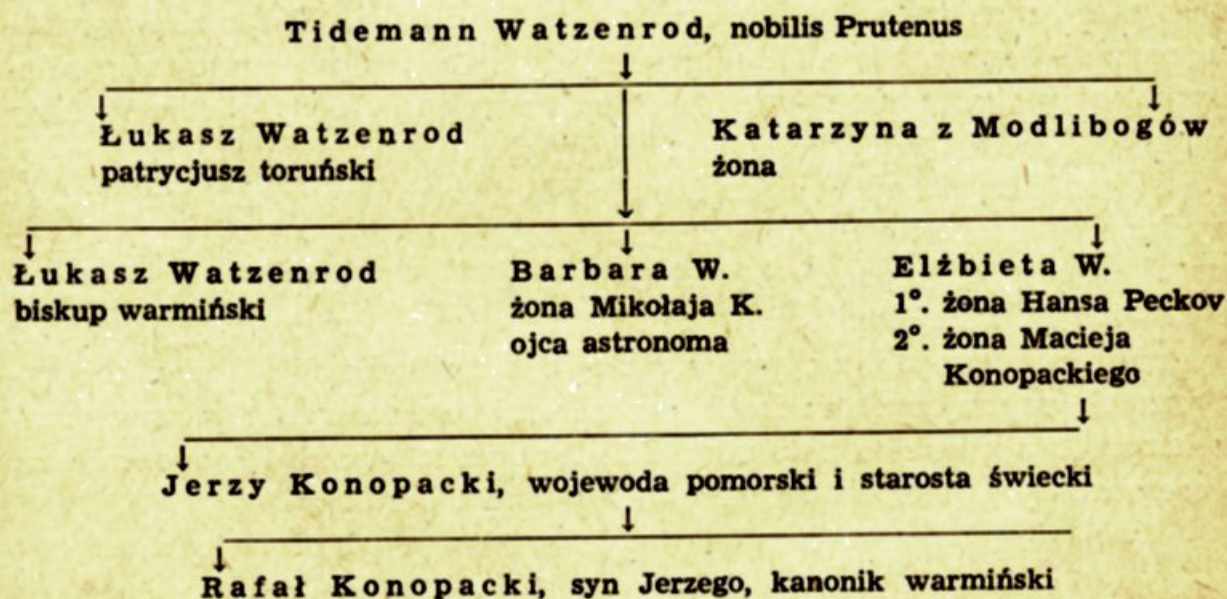 Tidemann Watzenrod, nobilis Prutenus
Łukasz Watzenrod
patrycjusz toruński
Katarzyna z Modlibogów
żona
Łukasz Watzenrod
biskup warmiński
Barbara W.
żona Mikołaja K.
ojca astronoma
Elżbieta W.
1°. żona Hansa Peckov
2°. żona Macieja
Konopackiego
Jerzy Konopacki, wojewoda pomorski i starosta świecki
Rafał Konopacki, syn Jerzego, kanonik warmiński